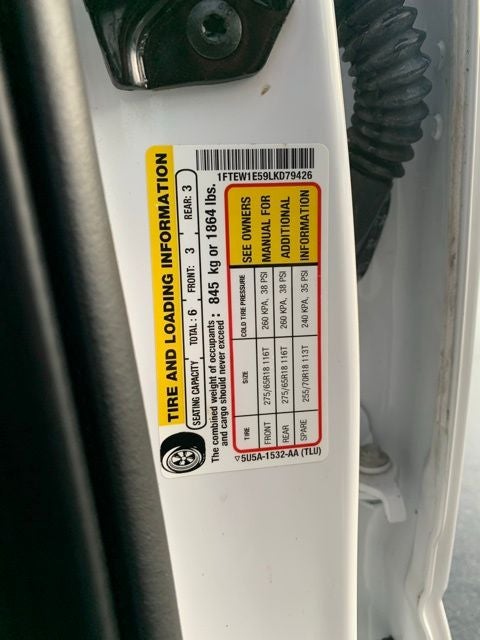 1FTEW1E59LKD79426
TIRE AND LOADING INFORMATION
SEATING CAPACITY TOTAL: 6 FRONT: 3 REAR: 3
The combined weight of occupants and cargo should never exceed: 845 kg or 1864 lbs.
TIRE SIZE COLD TIRE PRESSURE SEE OWNERS
FRONT 275/65R18 116T 260 KPA, 38 PSI MANUAL FOR
REAR 275/65R18 116T 260 KPA, 38 PSI ADDITIONAL
SPARE 255/70R18 113T 240 KPA, 35 PSI INFORMATION
5U5A-1532-AA (TLU)